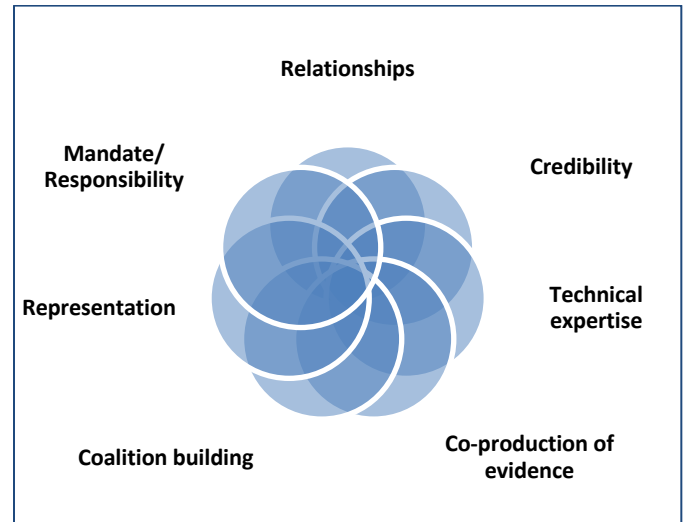 Relationships
Mandate/
Responsibility
Credibility
Representation
Technical
expertise
Coalition building
Co-production of
evidence